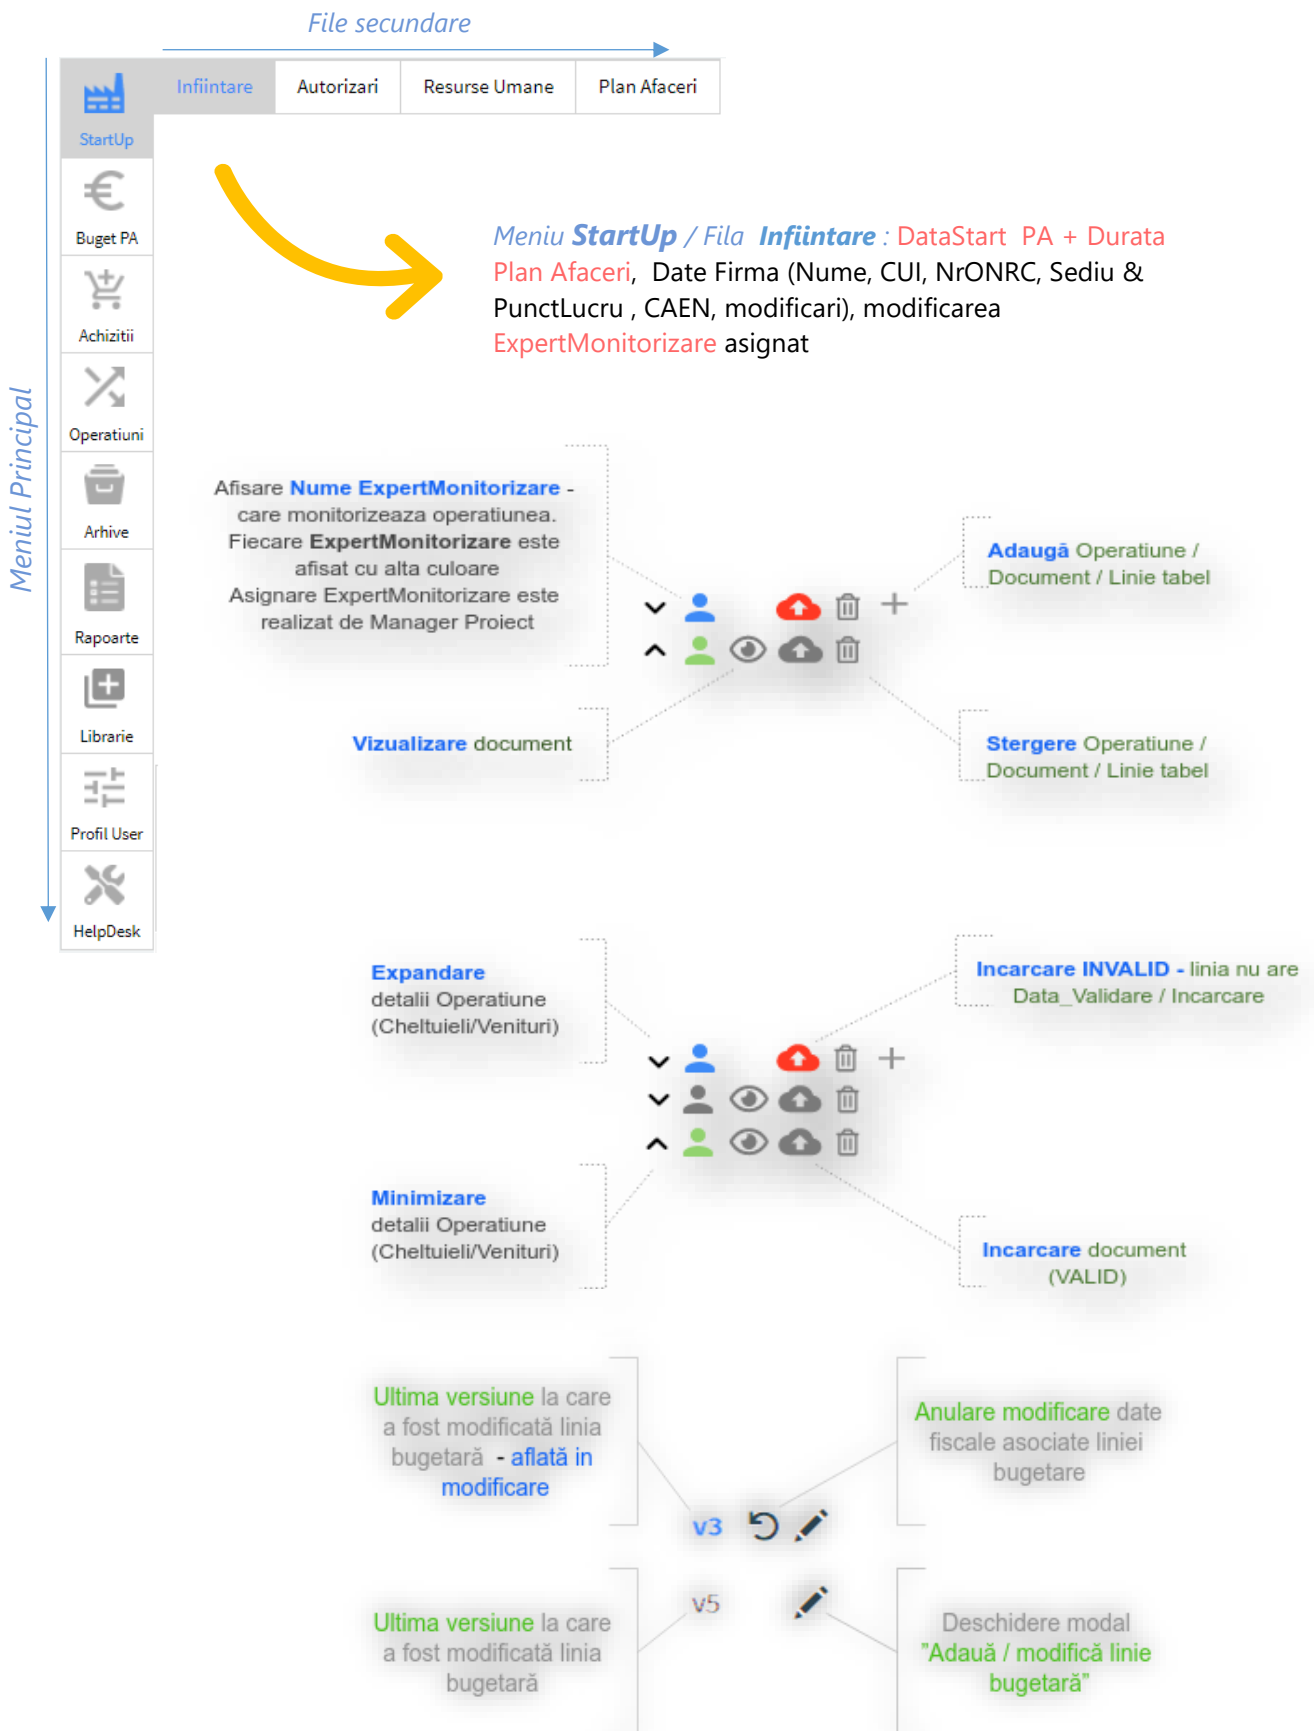 File secundare
Infiintare
Autorizari
Resurse Umane
Plan Afaceri
StartUp
Buget PA
Achizitii
Operatiuni
Arhive
Rapoarte
Librarie
Profil User
HelpDesk
Meniul Principal
Meniu StartUp / Fila Infiintare : DataStart PA + Durata
Plan Afaceri, Date Firma (Nume, CUI, NrONRC, Sediu &
PunctLucru , CAEN, modificari), modificarea
ExpertMonitorizare asignat
Afisare Nume ExpertMonitorizare -
care monitorizeaza operatiunea.
Fiecare ExpertMonitorizare este
afisat cu alta culoare
Asignare ExpertMonitorizare este
realizat de Manager Proiect
Adaugă Operatiune /
Document / Linie tabel
Vizualizare document
Stergere Operatiune /
Document / Linie tabel
Expandare
detalii Operatiune
(Cheltuieli/Venituri)
Incarcare INVALID - linia nu are
Data_Validare / Incarcare
Minimizare
detalii Operatiune
(Cheltuieli/Venituri)
Incarcare document
(VALID)
Ultima versiune la care
a fost modificată linia
bugetară - aflată in
modificare
Anulare modificare date
fiscale asociate liniei
bugetare
v3
v5
Ultima versiune la care
a fost modificată linia
bugetară
Deschidere modal
"Adauă / modifică linie
bugetară"